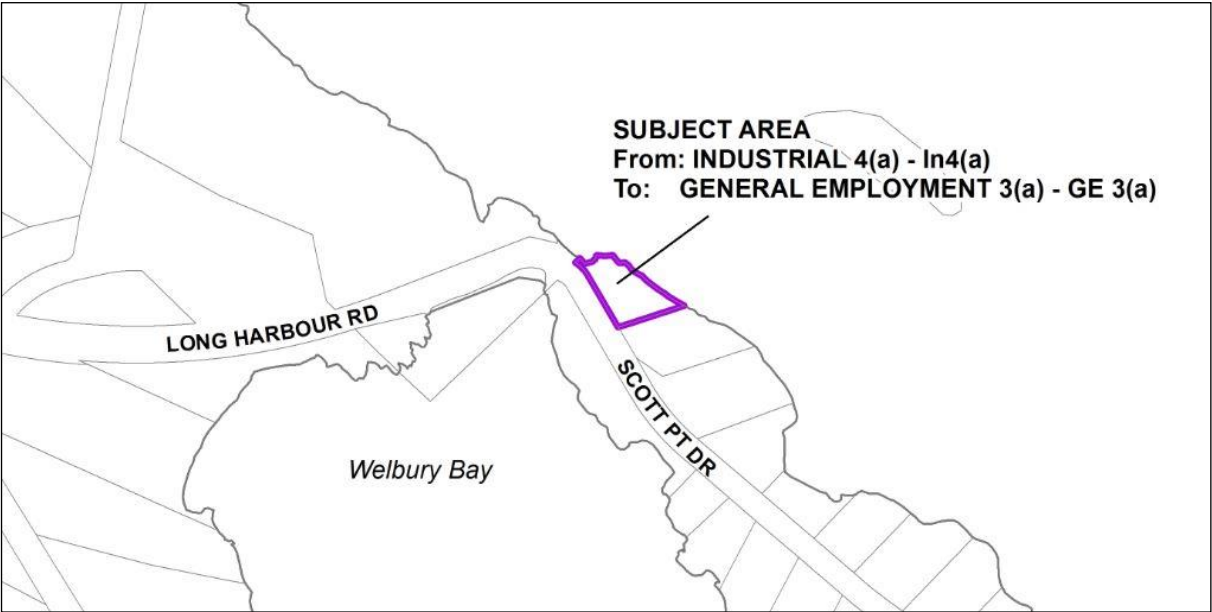 SUBJECT AREA
From: INDUSTRIAL 4(a) - In4(a)
To: GENERAL EMPLOYMENT 3(a) - GE 3(a)
LONG HARBOUR RD
SCOTT PT DR
Welbury Bay